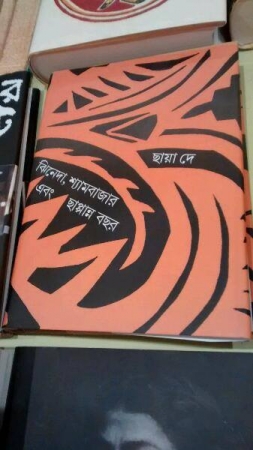 ছায়া দে
ঝিনেদা, শ্যামবাজার
এবং ছাপ্পান্ন বছর